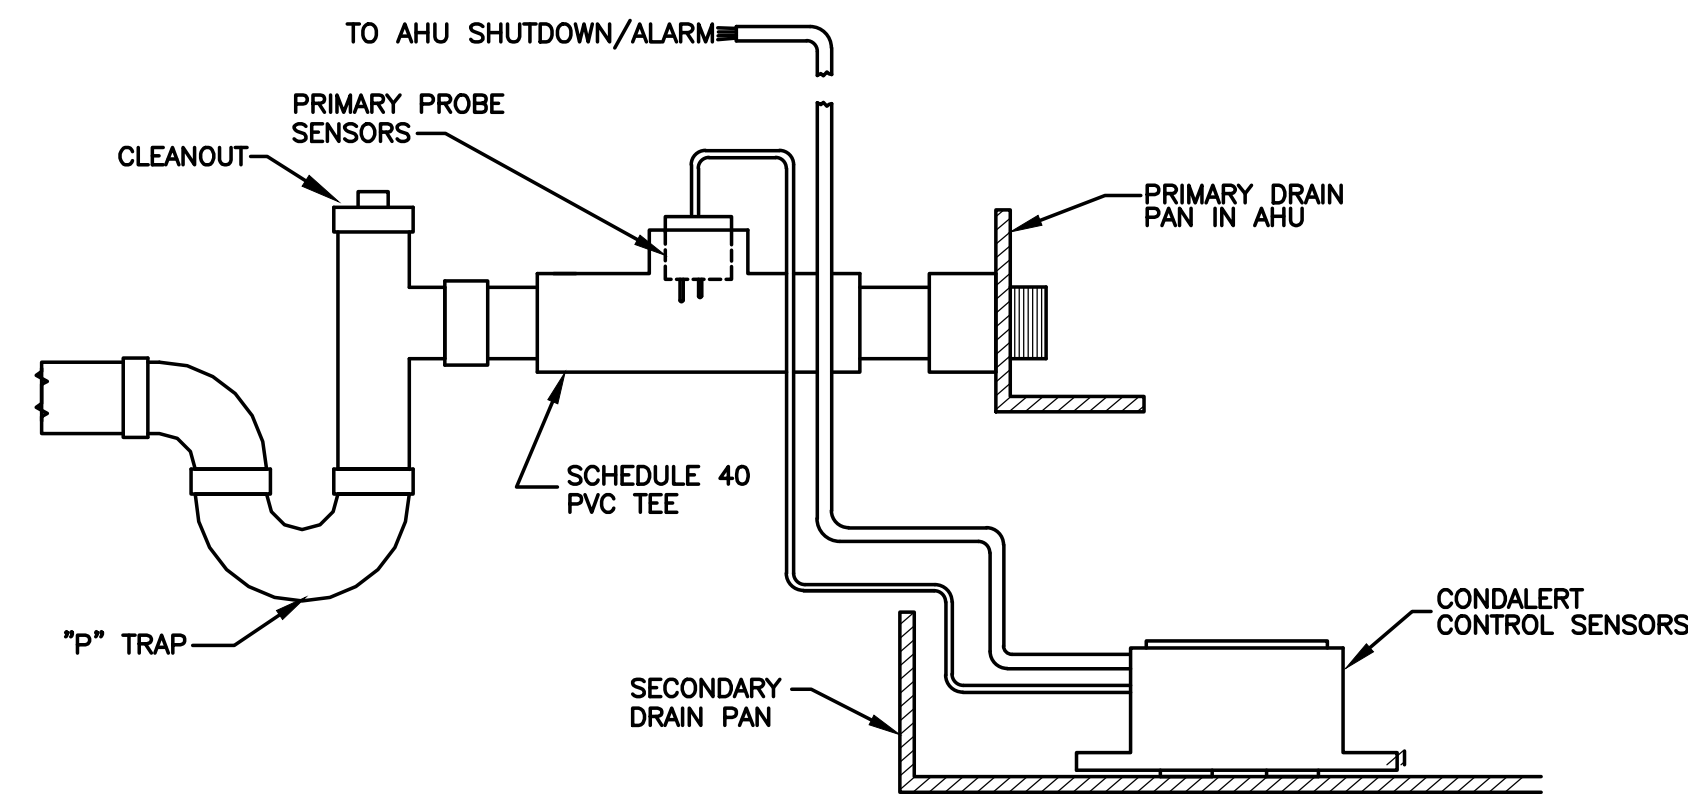 TO AHU SHUTDOWN/ALARM
PRIMARY PROBE
SENSORS
CLEANOUT
PRIMARY DRAIN
PAN IN AHU
SCHEDULE 40
PVC TEE
"P" TRAP
CONDALERT
CONTROL SENSORS
SECONDARY
DRAIN PAN